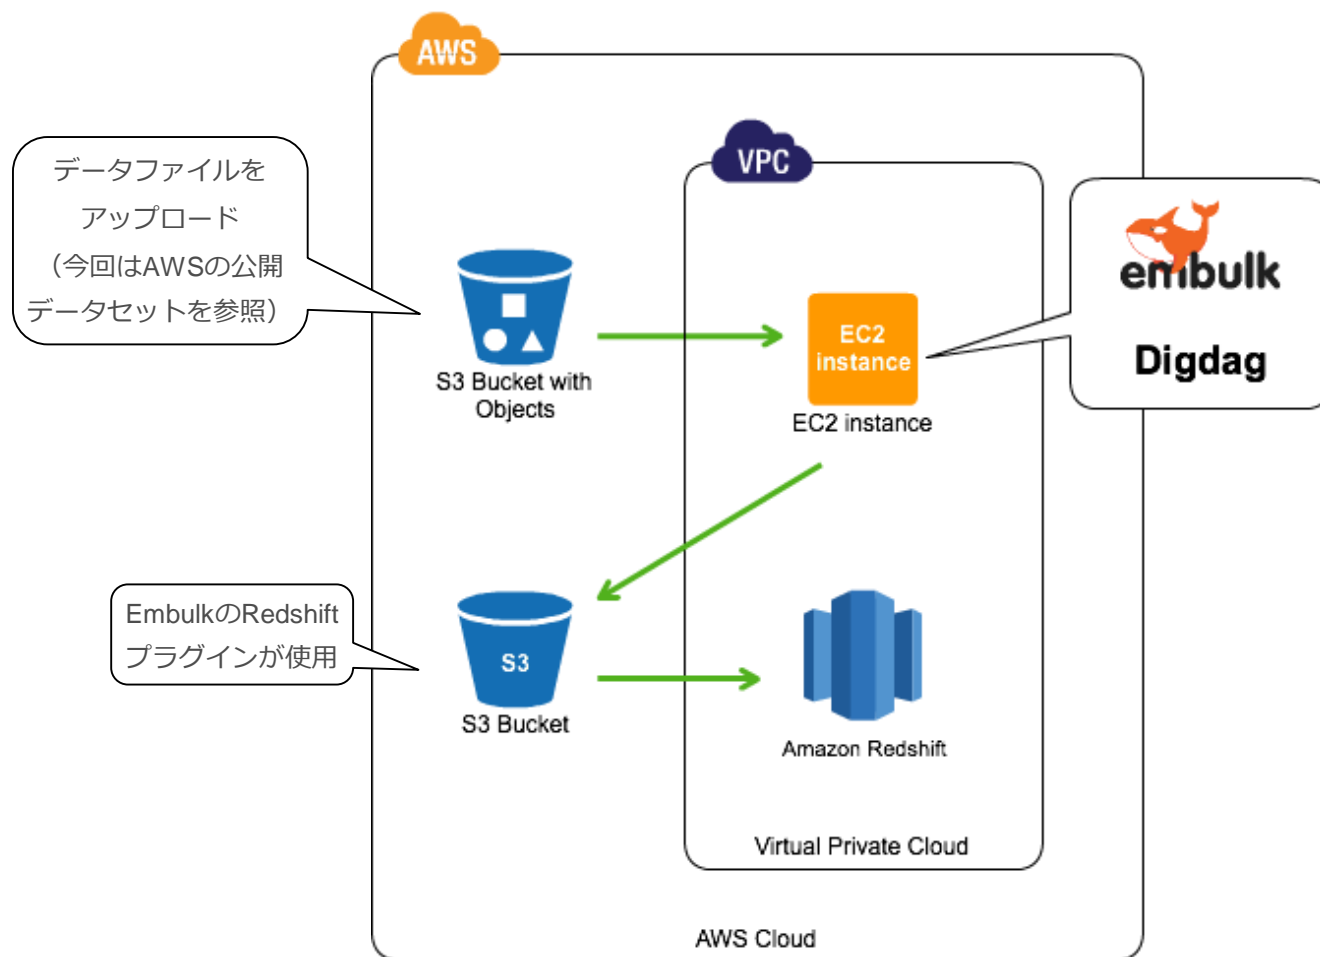 AWS
VPC
データファイルを
アップロード
（今回はAWSの公開
データセットを参照）
embulk
Digdag
EC2
instance
S3 Bucket with
Objects
EC2 instance
EmbulkのRedshift
プラグインが使用
S3
S3 Bucket
Amazon Redshift
Virtual Private Cloud
AWS Cloud